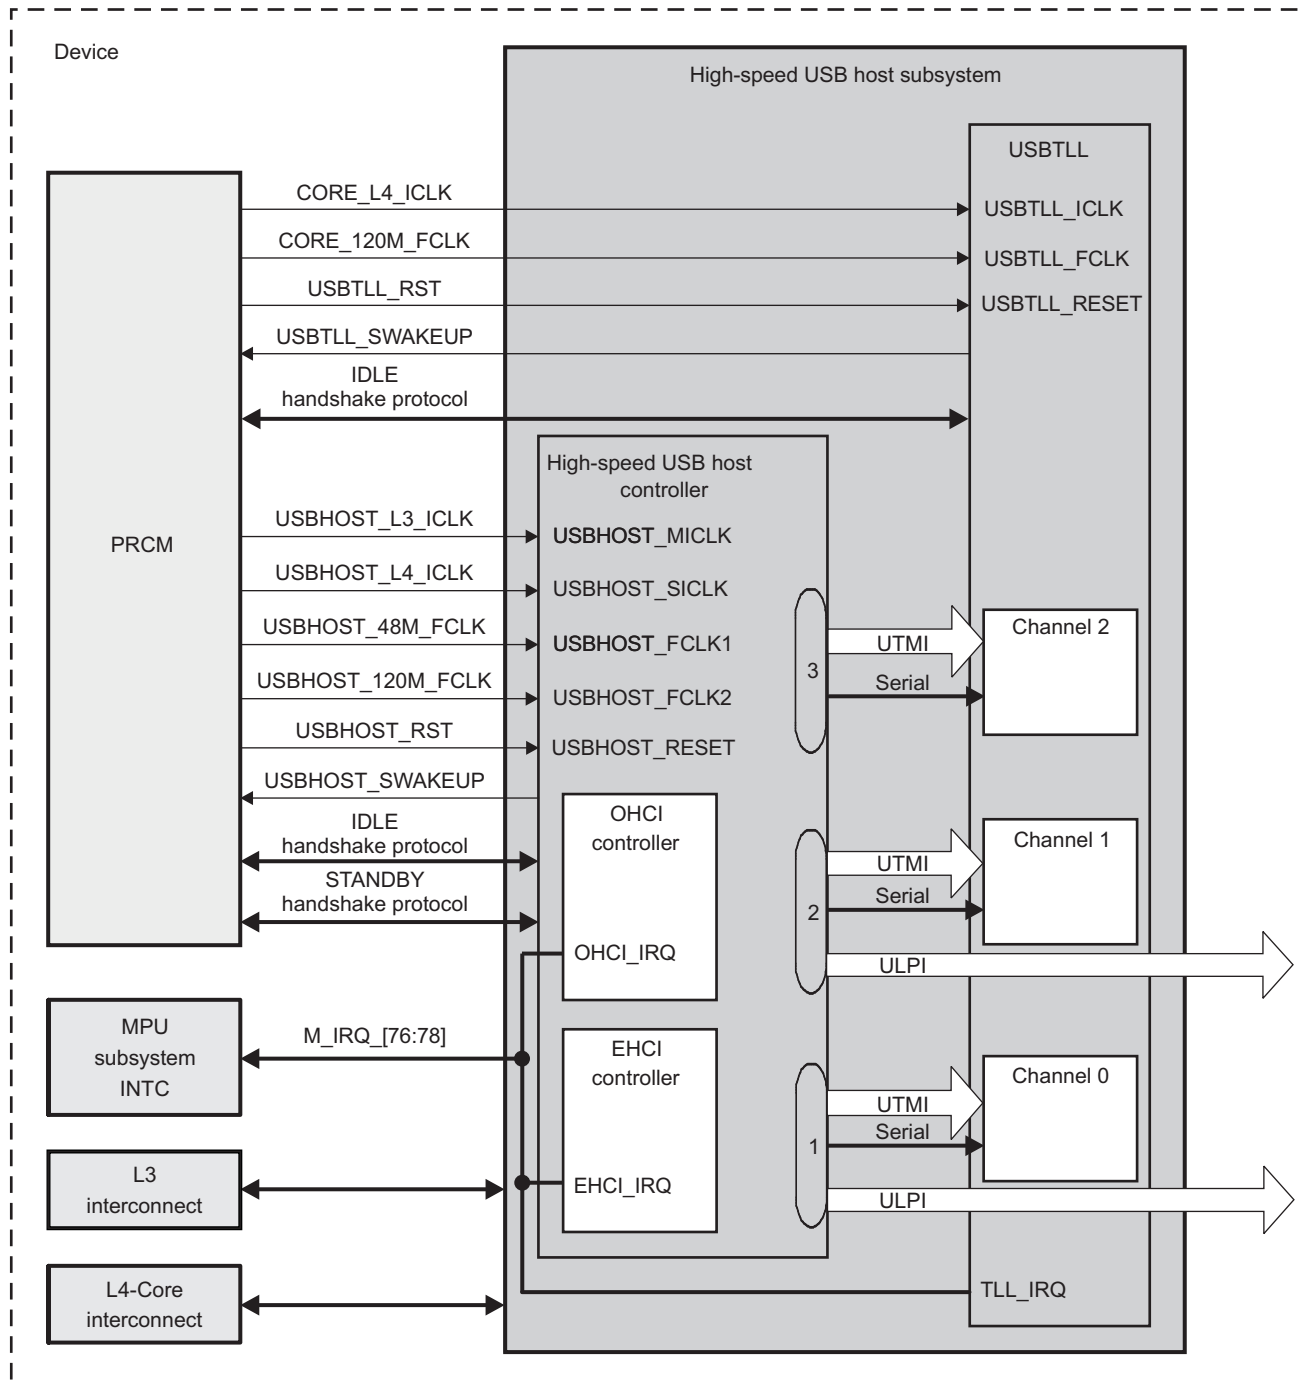 Device
High-speed USB host subsystem
USBTLL
CORE_L4_ICLK
USBTLL_ICLK
CORE_120M_FCLK
USBTLL_FCLK
USBTLL_RST
USBTLL_RESET
USBTLL_SWAKEUP
IDLE
handshake protocol
High-speed USB host
controller
PRCM
USBHOST_L3_ICLK
USBHOST_MICLK
USBHOST_L4_ICLK
USBHOST_SICLK
USBHOST_48M_FCLK
USBHOST_FCLK1
USBHOST_120M_FCLK
USBHOST_FCLK2
USBHOST_RST
USBHOST_RESET
USBHOST_SWAKEUP
IDLE
handshake protocol
STANDBY
handshake protocol
3
UTMI
Serial
Channel 2
OHCI
controller
OHCI_IRQ
2
UTMI
Serial
ULPI
Channel 1
MPU
subsystem
INTC
M_IRQ_[76:78]
EHCI
controller
EHCI_IRQ
1
UTMI
Serial
ULPI
Channel 0
L3
interconnect
L4-Core
interconnect
TLL_IRQ